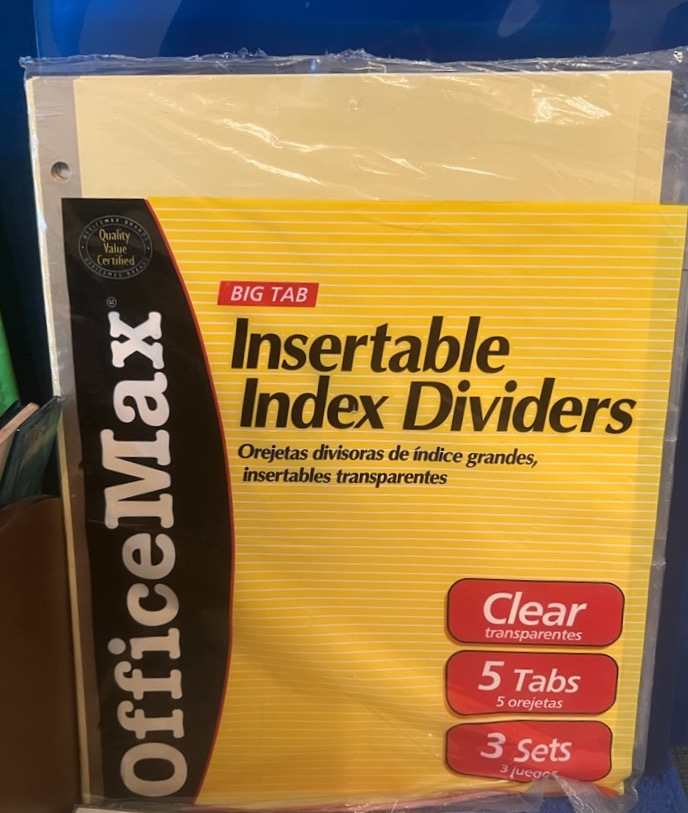 Quality
Value
Certified
OfficeMax®
BIG TAB
Insertable
Index Dividers
Orejetas divisoras de índice grandes,
insertables transparentes
Clear
transparentes
5 Tabs
5 orejetas
3 Sets
3 juegos